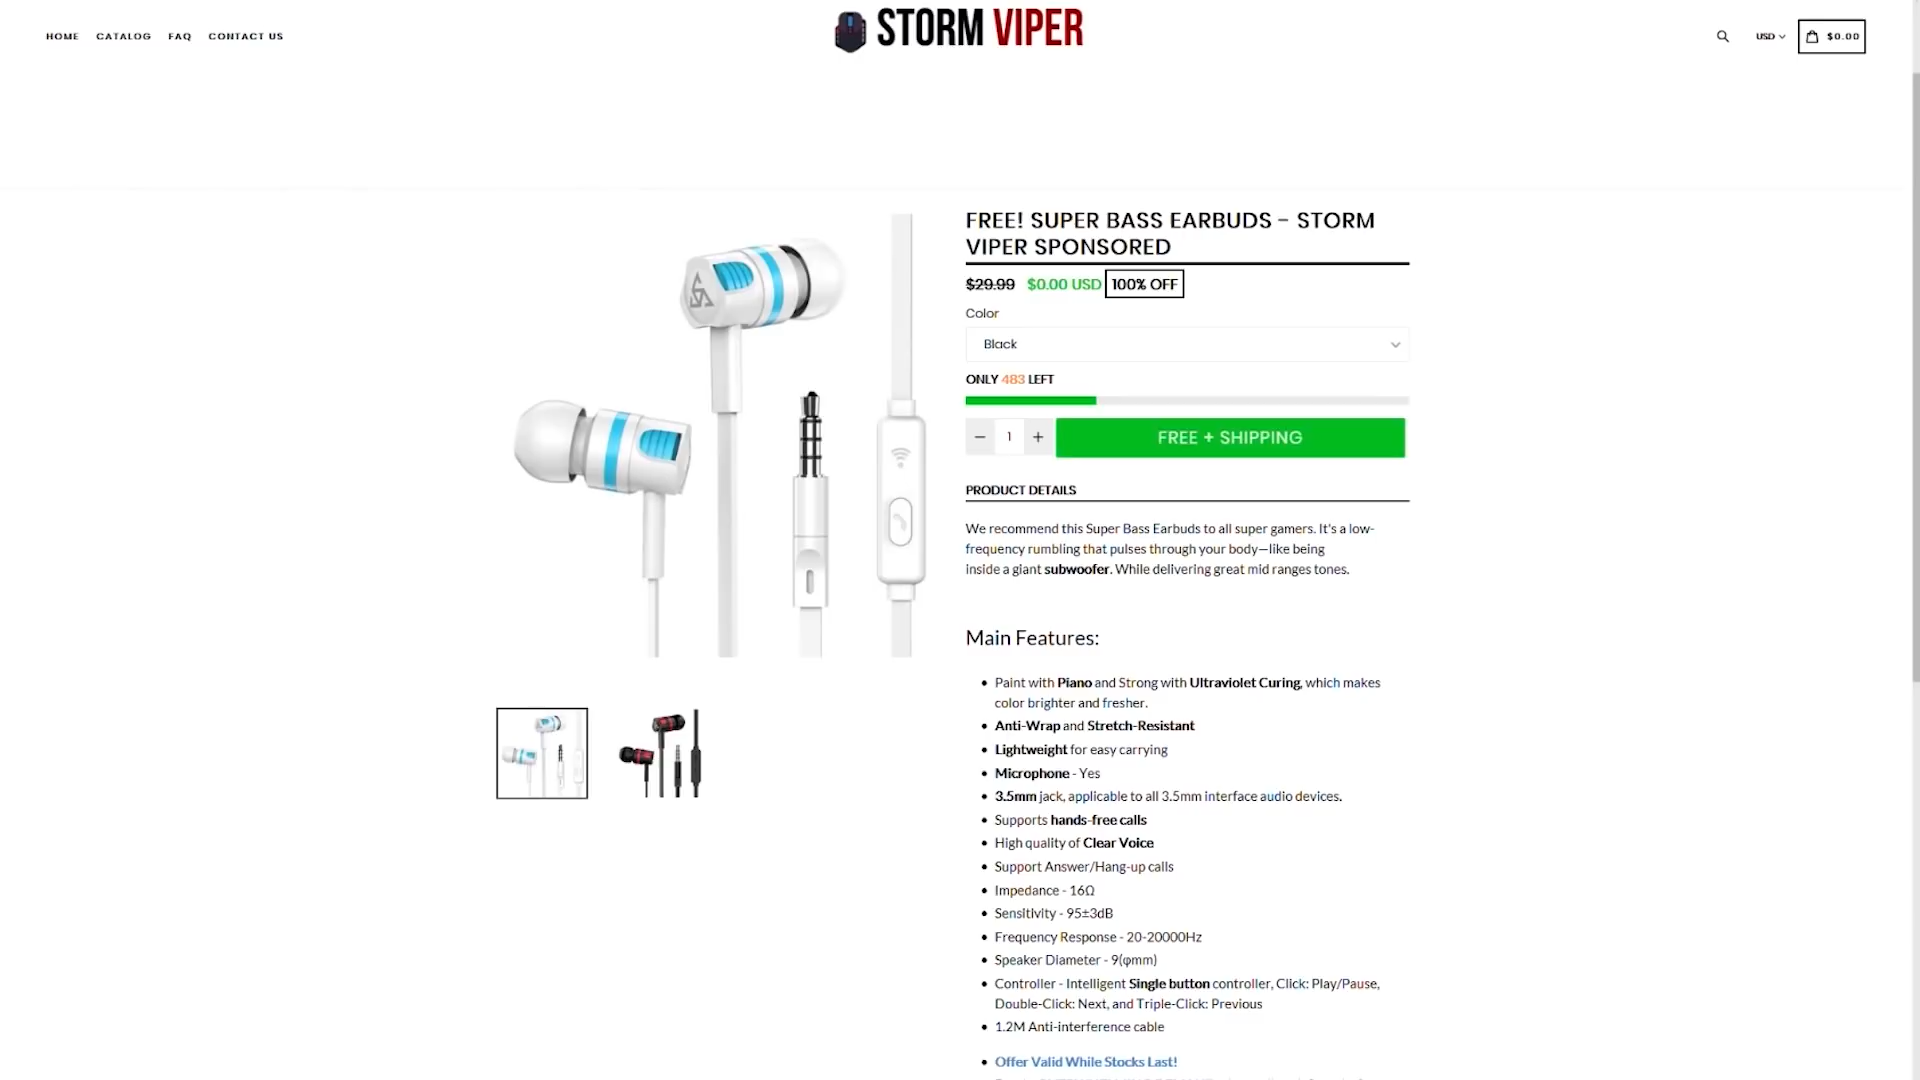 HOME CATALOG FAQ CONTACT US
STORM VIPER
USD
$0.00
FREE! SUPER BASS EARBUDS – STORM
VIPER SPONSORED
$29.99 $0.00 USD 100% OFF
Color
Black
ONLY 483 LEFT
− 1 + FREE + SHIPPING
PRODUCT DETAILS
We recommend this Super Bass Earbuds to all super gamers. It's a low-
frequency rumbling that pulses through your body—like being
inside a giant subwoofer. While delivering great mid ranges tones.
Main Features:
Paint with Piano and Strong with Ultraviolet Curing, which makes
color brighter and fresher.
Anti-Wrap and Stretch-Resistant
Lightweight for easy carrying
Microphone - Yes
3.5mm jack, applicable to all 3.5mm interface audio devices.
Supports hands-free calls
High quality of Clear Voice
Support Answer/Hang-up calls
Impedance - 16Ω
Sensitivity - 95±3dB
Frequency Response - 20-20000Hz
Speaker Diameter - 9(φmm)
Controller - Intelligent Single button controller, Click: Play/Pause,
Double-Click: Next, and Triple-Click: Previous
1.2M Anti-interference cable
Offer Valid While Stocks Last!